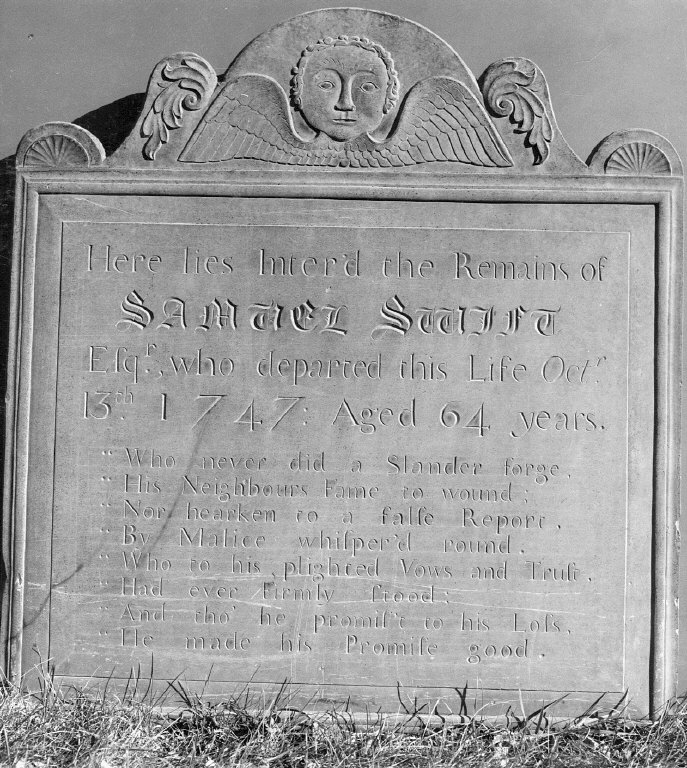 Here lies Inter'd the Remains of
SAMUEL SWIFT
Eſqr., who departed this Life Octr.
13th. 1747: Aged 64 years.
“ Who never did a Slander forge,
“ His Neighbours Fame to wound;
“ Nor hearken to a falſe Report,
“ By Malice whiſper'd round.
“ Who to his plighted Vows and Truſt,
“ Had ever firmly ſtood;
“ And tho' he promiſ't to his Loſs,
“ He made his Promiſe good.